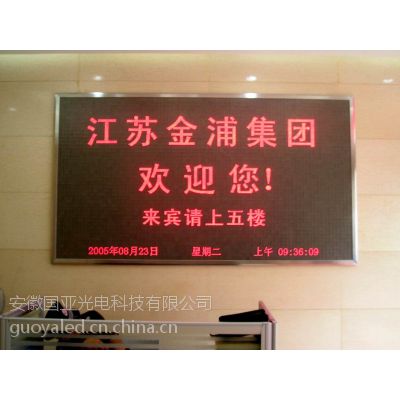 江苏金浦集团
欢迎您!
来宾请上五楼
2005年08月23日 星期二 上午 09:36:09
安徽国亚光电科技有限公司
guoyaled.cn.china.cn